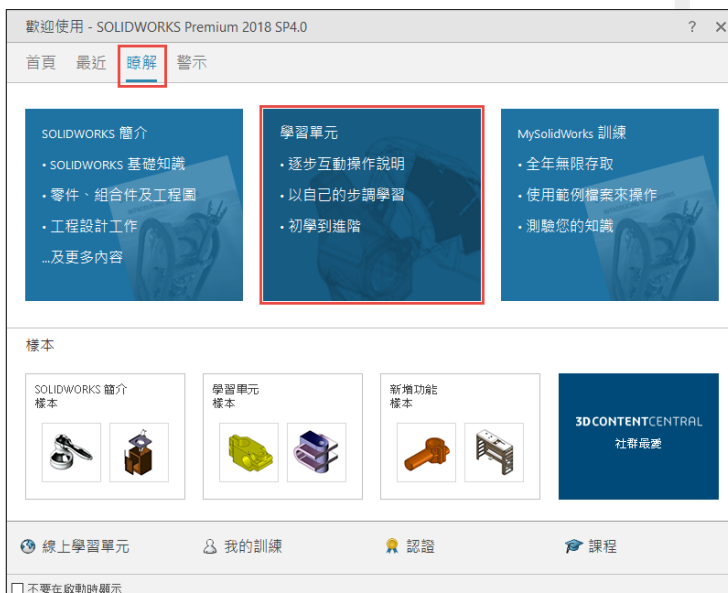 歡迎使用 - SOLIDWORKS Premium 2018 SP4.0
? ×
首頁 最近 瞭解 警示
SOLIDWORKS 簡介
• SOLIDWORKS 基礎知識
• 零件、組合件及工程圖
• 工程設計工作
...及更多內容
學習單元
• 逐步互動操作說明
• 以自己的步調學習
• 初學到進階
MySolidWorks 訓練
• 全年無限存取
• 使用範例檔案來操作
• 測驗您的知識
樣本
SOLIDWORKS 簡介
樣本
學習單元
樣本
新增功能
樣本
3DCONTENTCENTRAL
社群最愛
線上學習單元 我的訓練 認證 課程
不要在啟動時顯示